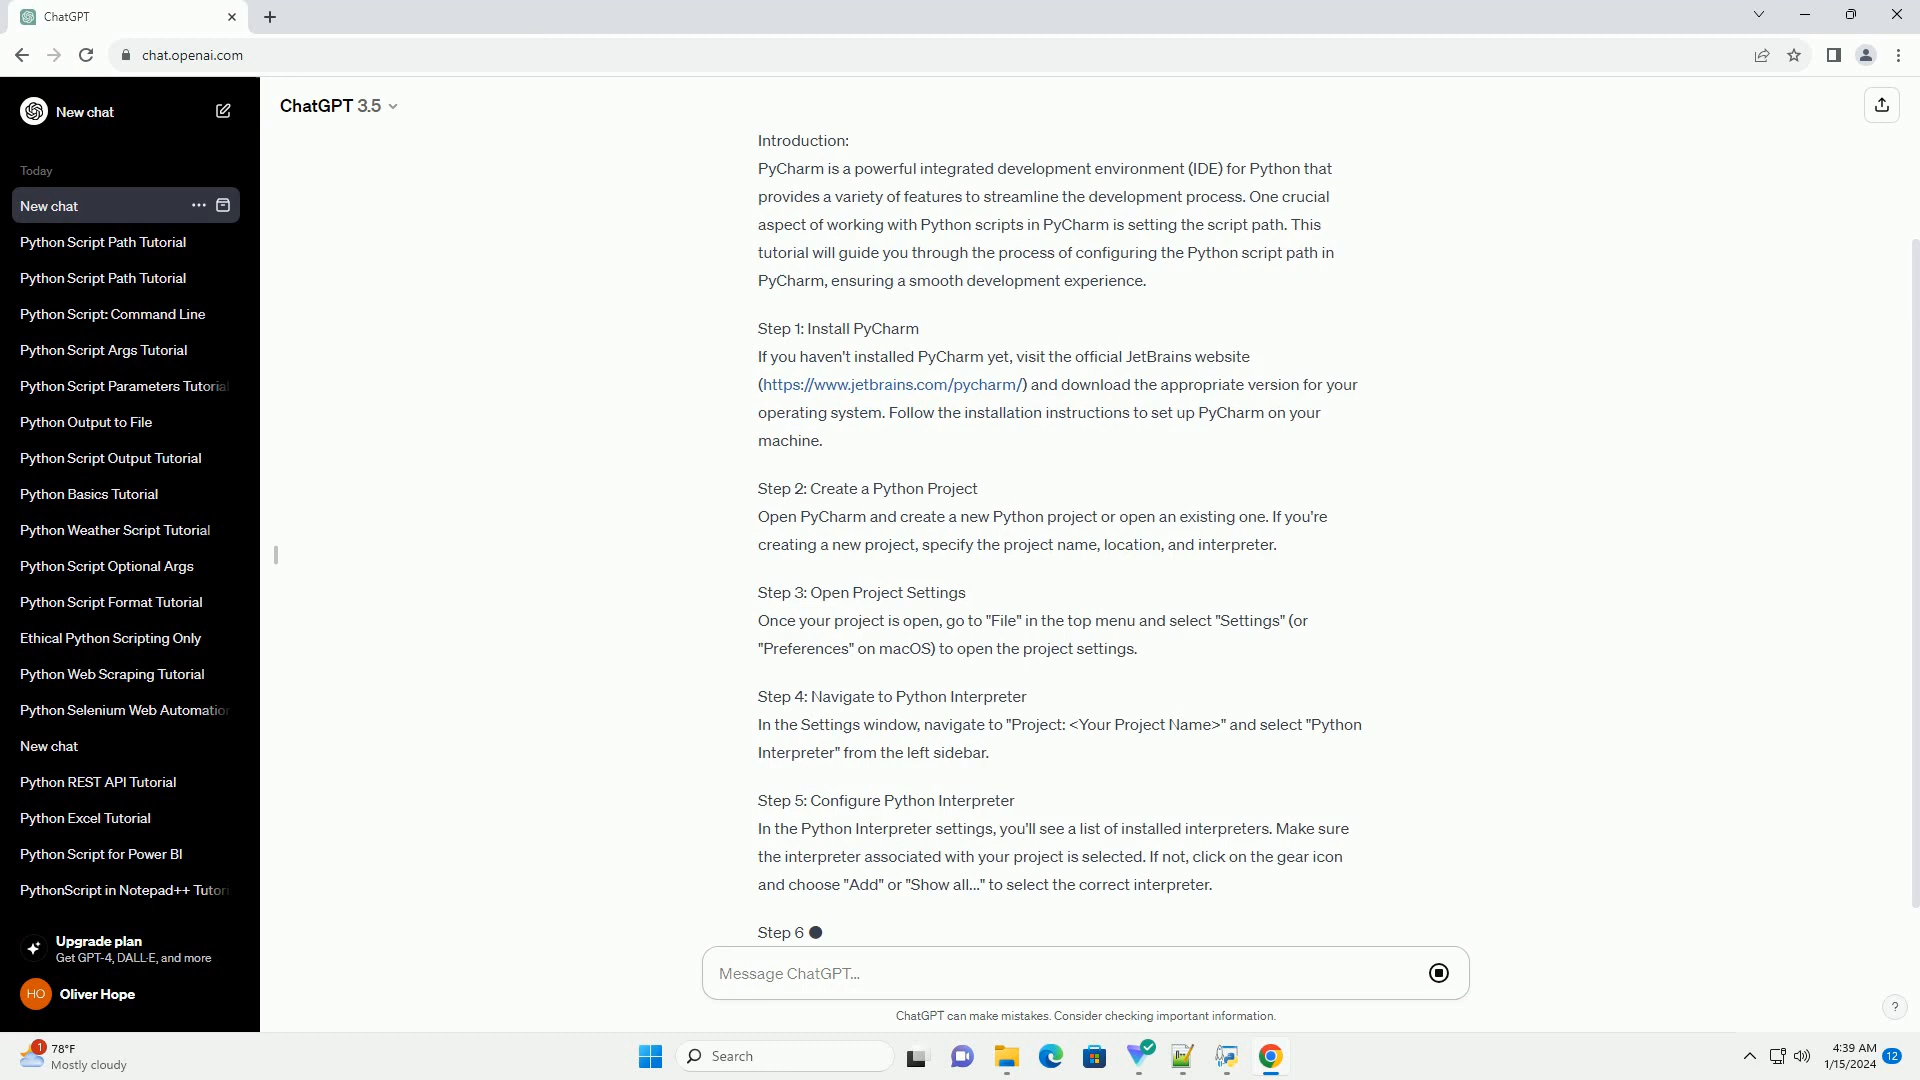 ChatGPT
chat.openai.com
New chat
Today
New chat
Python Script Path Tutorial
Python Script Path Tutorial
Python Script: Command Line
Python Script Args Tutorial
Python Script Parameters Tutorial
Python Output to File
Python Script Output Tutorial
Python Basics Tutorial
Python Weather Script Tutorial
Python Script Optional Args
Python Script Format Tutorial
Ethical Python Scripting Only
Python Web Scraping Tutorial
Python Selenium Web Automation
New chat
Python REST API Tutorial
Python Excel Tutorial
Python Script for Power BI
PythonScript in Notepad++ Tutori
Upgrade plan
Get GPT-4, DALL·E, and more
HO
Oliver Hope
ChatGPT 3.5
Introduction:
PyCharm is a powerful integrated development environment (IDE) for Python that
provides a variety of features to streamline the development process. One crucial
aspect of working with Python scripts in PyCharm is setting the script path. This
tutorial will guide you through the process of configuring the Python script path in
PyCharm, ensuring a smooth development experience.
Step 1: Install PyCharm
If you haven't installed PyCharm yet, visit the official JetBrains website
(https://www.jetbrains.com/pycharm/) and download the appropriate version for your
operating system. Follow the installation instructions to set up PyCharm on your
machine.
Step 2: Create a Python Project
Open PyCharm and create a new Python project or open an existing one. If you're
creating a new project, specify the project name, location, and interpreter.
Step 3: Open Project Settings
Once your project is open, go to "File" in the top menu and select "Settings" (or
"Preferences" on macOS) to open the project settings.
Step 4: Navigate to Python Interpreter
In the Settings window, navigate to "Project: <Your Project Name>" and select "Python
Interpreter" from the left sidebar.
Step 5: Configure Python Interpreter
In the Python Interpreter settings, you'll see a list of installed interpreters. Make sure
the interpreter associated with your project is selected. If not, click on the gear icon
and choose "Add" or "Show all..." to select the correct interpreter.
Step 6
Message ChatGPT...
ChatGPT can make mistakes. Consider checking important information.
?
1
78°F
Mostly cloudy
Search
4:39 AM
1/15/2024
12